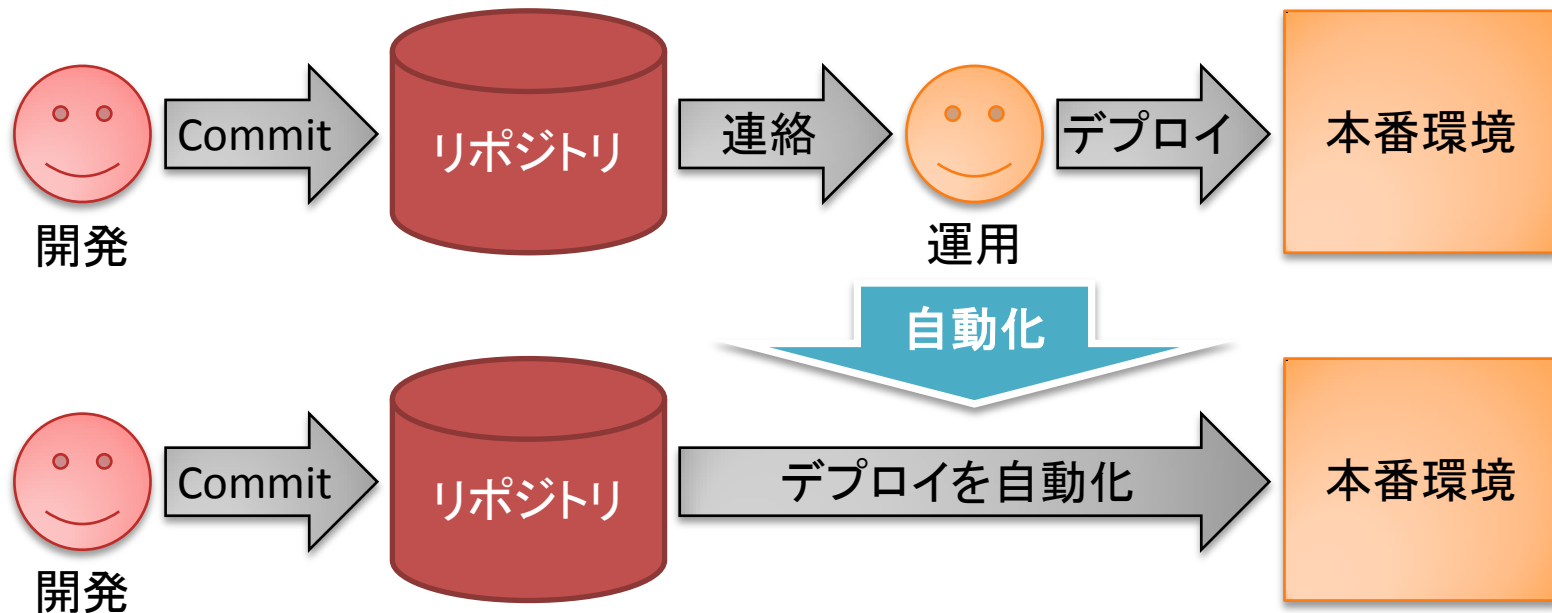 Commit
リポジトリ
連絡
デプロイ
本番環境
開発
運用
自動化
Commit
リポジトリ
デプロイを自動化
本番環境
開発